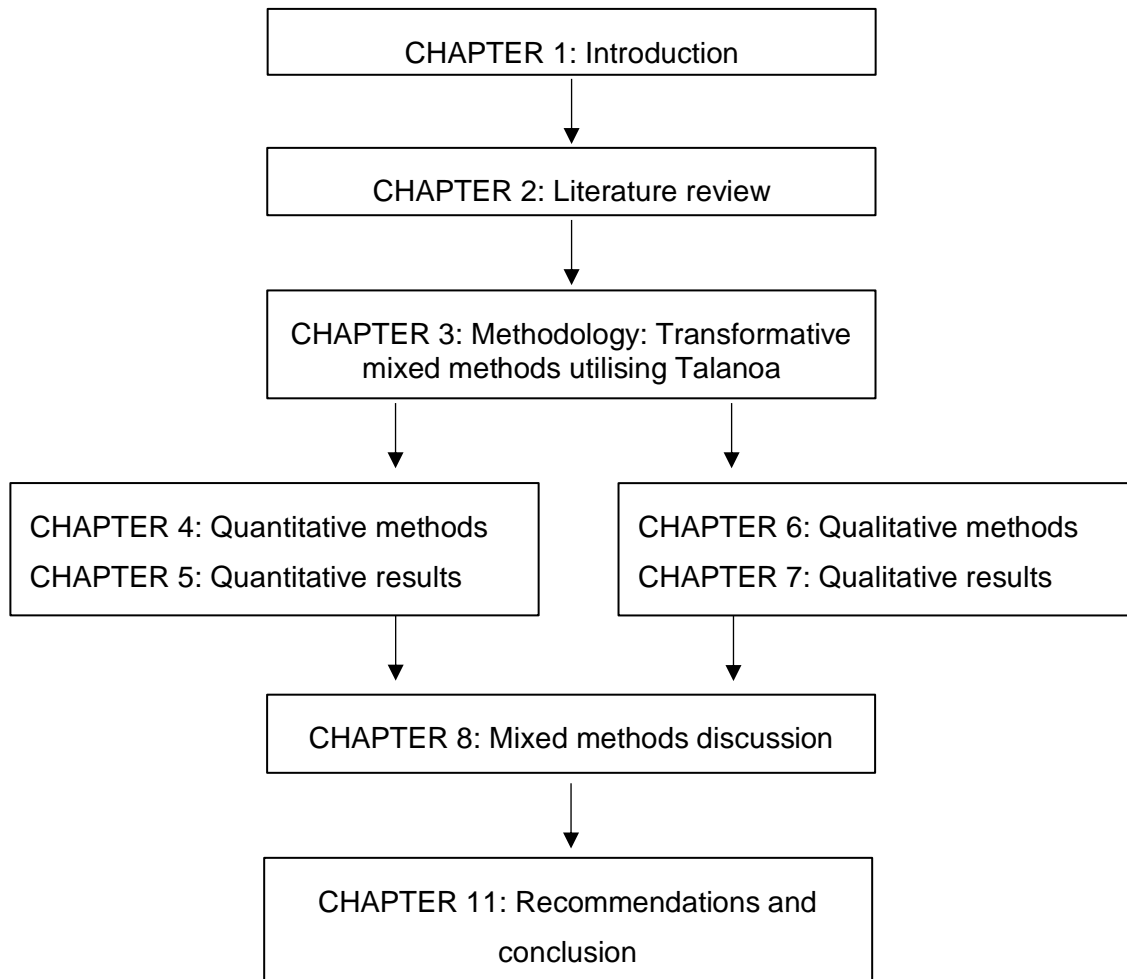 CHAPTER 1: Introduction
CHAPTER 2: Literature review
CHAPTER 3: Methodology: Transformative
mixed methods utilising Talanoa
CHAPTER 4: Quantitative methods
CHAPTER 5: Quantitative results
CHAPTER 6: Qualitative methods
CHAPTER 7: Qualitative results
CHAPTER 8: Mixed methods discussion
CHAPTER 11: Recommendations and
conclusion